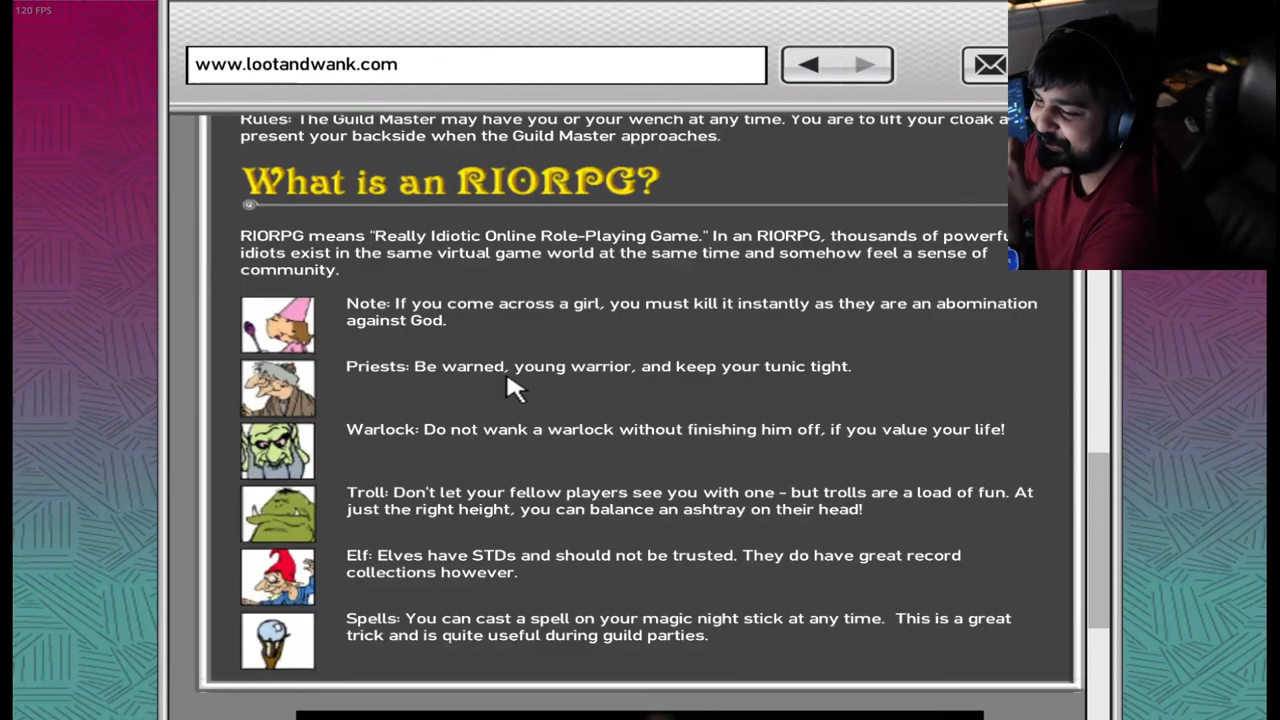 120 FPS
www.lootandwank.com
Rules: The Guild Master may have you or your wench at any time. You are to lift your cloak a
present your backside when the Guild Master approaches.
What is an RIORPG?
RIORPG means "Really Idiotic Online Role-Playing Game." In an RIORPG, thousands of powerfu
idiots exist in the same virtual game world at the same time and somehow feel a sense of
community.
Note: If you come across a girl, you must kill it instantly as they are an abomination
against God.
Priests: Be warned, young warrior, and keep your tunic tight.
Warlock: Do not wank a warlock without finishing him off, if you value your life!
Troll: Don't let your fellow players see you with one - but trolls are a load of fun. At
just the right height, you can balance an ashtray on their head!
Elf: Elves have STDs and should not be trusted. They do have great record
collections however.
Spells: You can cast a spell on your magic night stick at any time. This is a great
trick and is quite useful during guild parties.